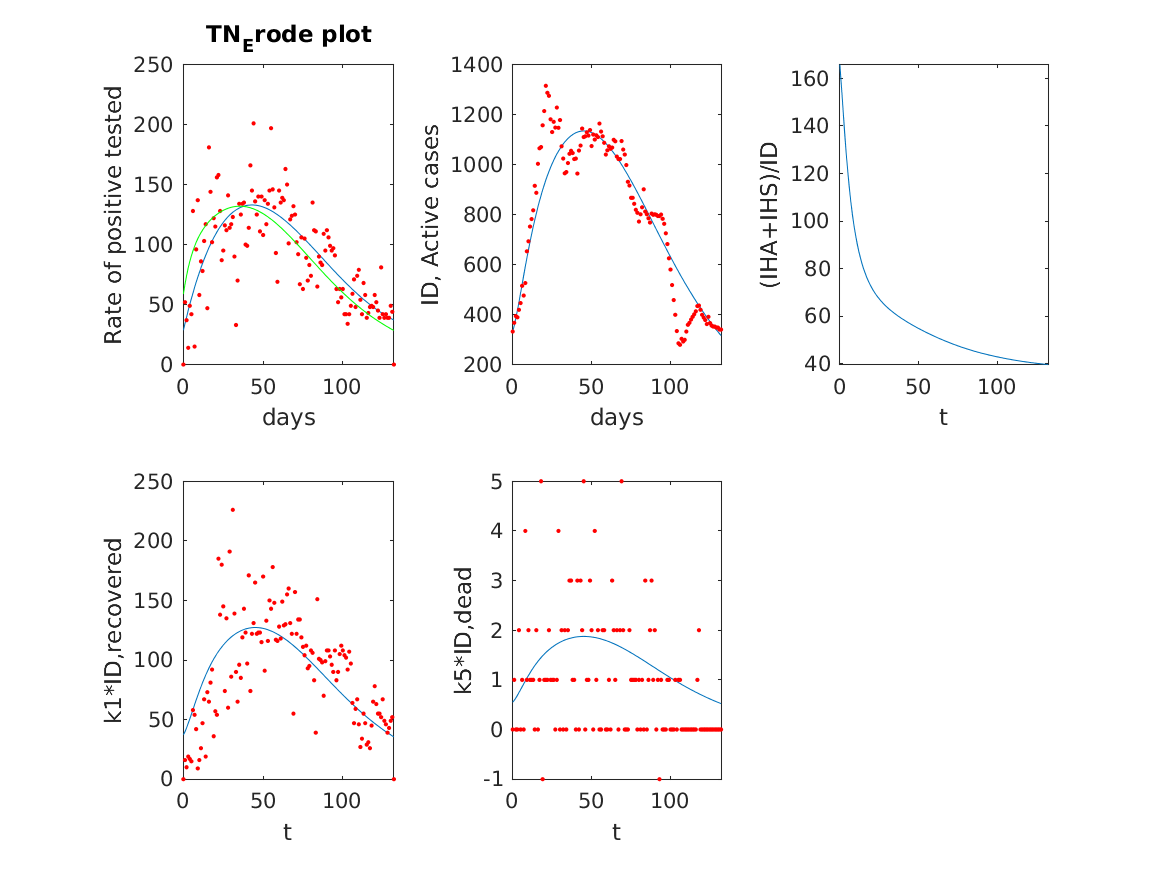 TN_Erode plot
250
200
150
100
50
0
Rate of positive tested
0 50 100
days
1400
1200
1000
800
600
400
200
ID, Active cases
0 50 100
days
160
140
120
100
80
60
40
(IHA+IHS)/ID
0 50 100
t
250
200
150
100
50
0
k1*ID,recovered
0 50 100
t
5
4
3
2
1
0
-1
k5*ID,dead
0 50 100
t